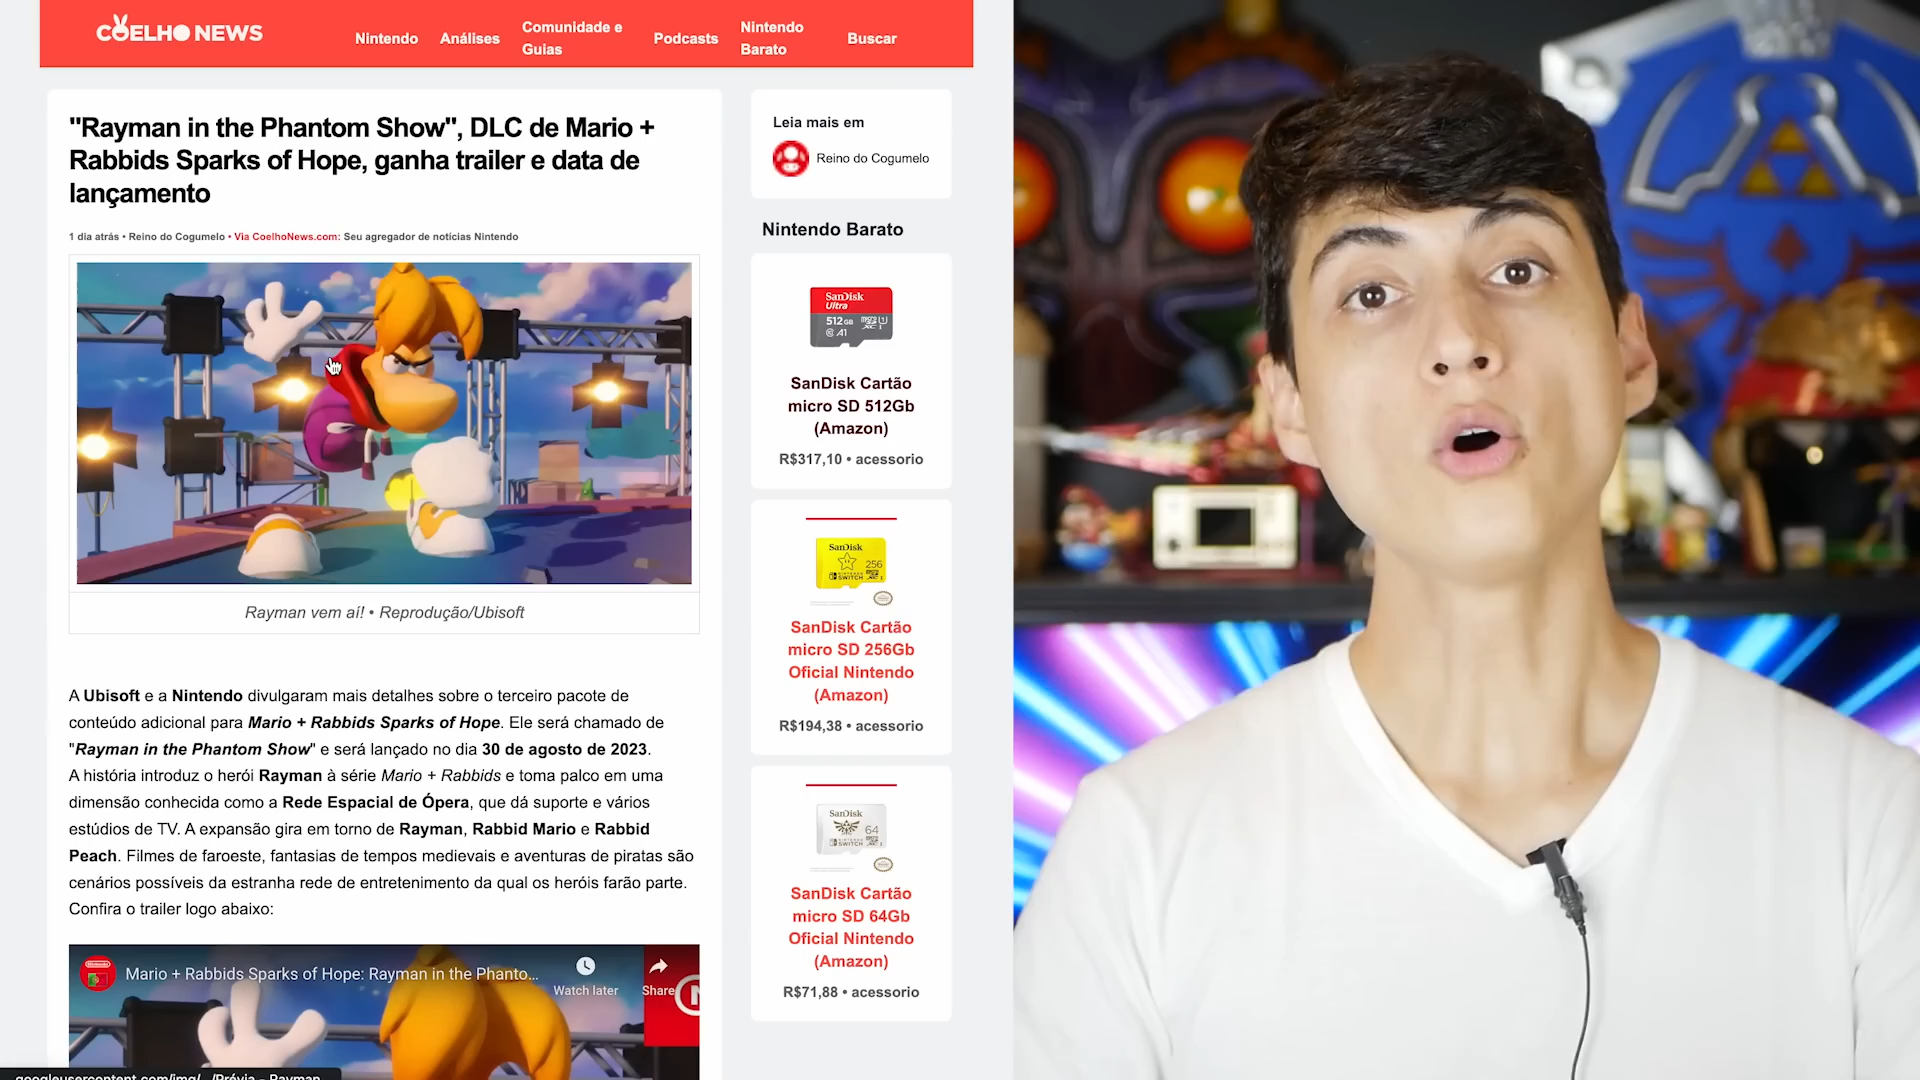 COELHO NEWS
Nintendo
Análises
Comunidade e
Guias
Podcasts
Nintendo
Barato
Buscar
"Rayman in the Phantom Show", DLC de Mario +
Rabbids Sparks of Hope, ganha trailer e data de
lançamento
1 dia atrás • Reino do Cogumelo • Via CoelhoNews.com: Seu agregador de notícias Nintendo
Rayman vem aí! • Reprodução/Ubisoft
A Ubisoft e a Nintendo divulgaram mais detalhes sobre o terceiro pacote de
conteúdo adicional para Mario + Rabbids Sparks of Hope. Ele será chamado de
"Rayman in the Phantom Show" e será lançado no dia 30 de agosto de 2023.
A história introduz o herói Rayman à série Mario + Rabbids e toma palco em uma
dimensão conhecida como a Rede Espacial de Ópera, que dá suporte e vários
estúdios de TV. A expansão gira em torno de Rayman, Rabbid Mario e Rabbid
Peach. Filmes de faroeste, fantasias de tempos medievais e aventuras de piratas são
cenários possíveis da estranha rede de entretenimento da qual os heróis farão parte.
Confira o trailer logo abaixo:
Mario + Rabbids Sparks of Hope: Rayman in the Phanto...
Watch later
Share
Leia mais em
Reino do Cogumelo
Nintendo Barato
SanDisk
Ultra
512 GB
A1
SanDisk Cartão
micro SD 512Gb
(Amazon)
R$317,10 • acessorio
SanDisk
256
SWITCH
SanDisk Cartão
micro SD 256Gb
Oficial Nintendo
(Amazon)
R$194,38 • acessorio
SanDisk
64
SWITCH
SanDisk Cartão
micro SD 64Gb
Oficial Nintendo
(Amazon)
R$71,88 • acessorio
googleusercontent.com/img/.../Prévia - Rayman